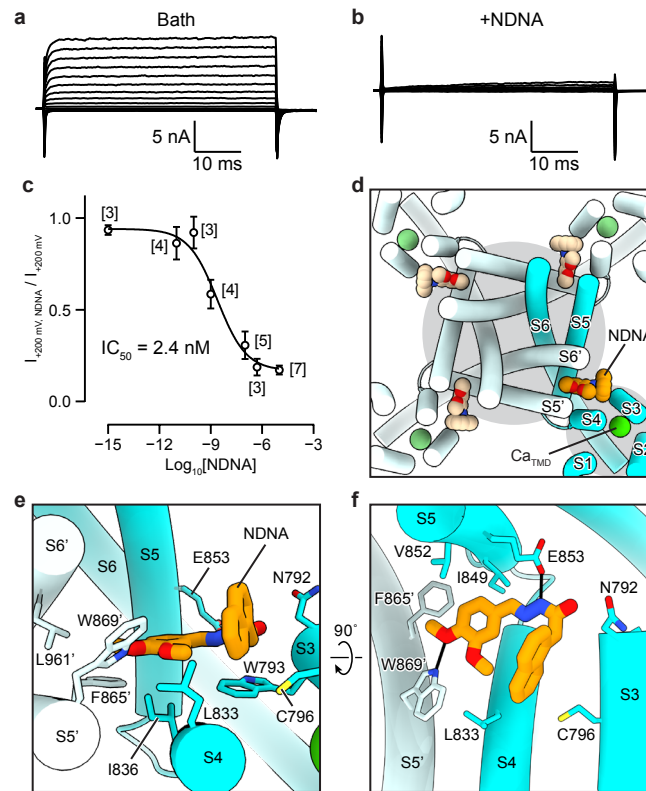 a
Bath
5 nA
10 ms
b
+NDNA
5 nA
10 ms
c
I+200 mV, NDNA / I+200 mV
1.0
0.5
0.0
[3]
[4]
[3]
[4]
[5]
[3]
[7]
IC50 = 2.4 nM
−15
−9
−6
−3
−12
Log10[NDNA]
d
S6
S5
NDNA
S6'
S5'
S4
S3
CaTMD
S1
S2
e
NDNA
S6'
S6
S5
E853
N792
W869'
S3
L961'
W793
F865'
L833
C796
S5'
I836
S4
90°
f
S5
E853
V852
I849
N792
F865'
W869'
S3
L833
C796
S5'
S4